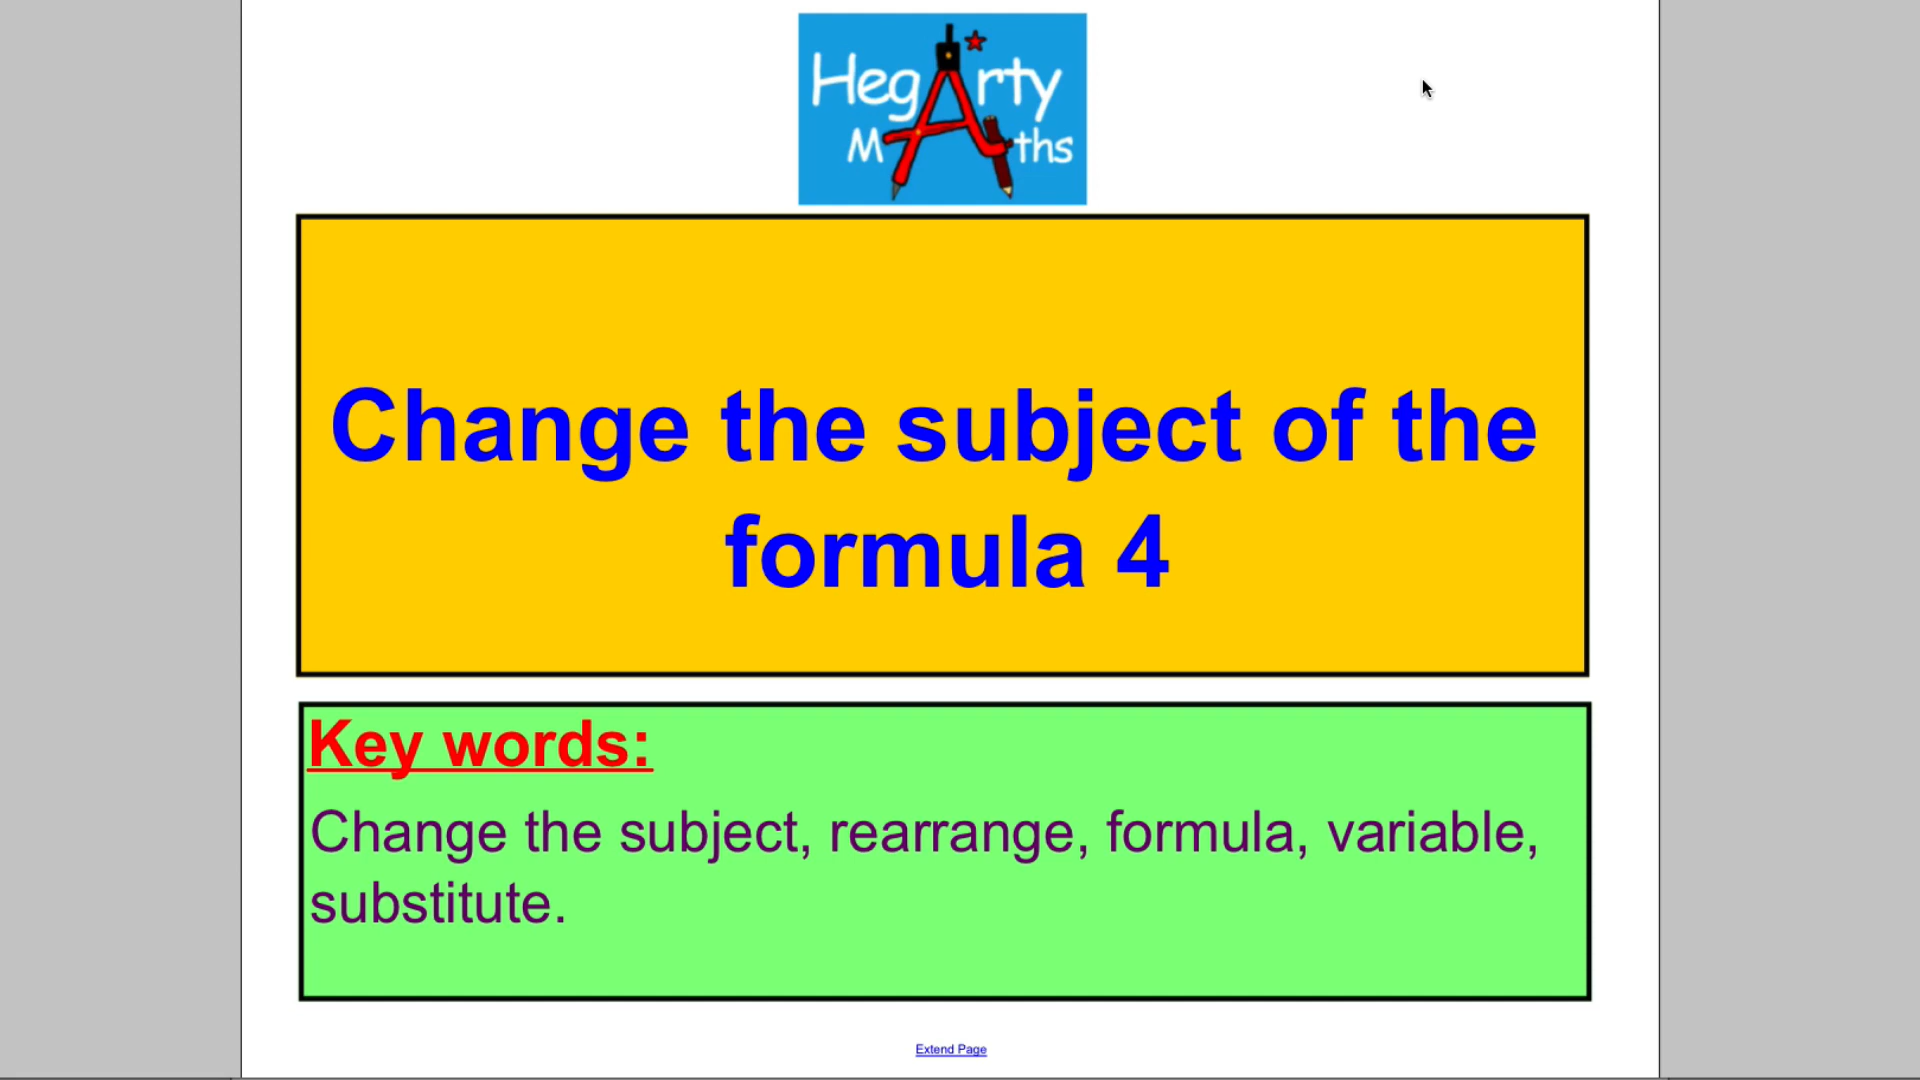 HegArty
MAths
Change the subject of the
formula 4
Key words:
Change the subject, rearrange, formula, variable,
substitute.
Extend Page